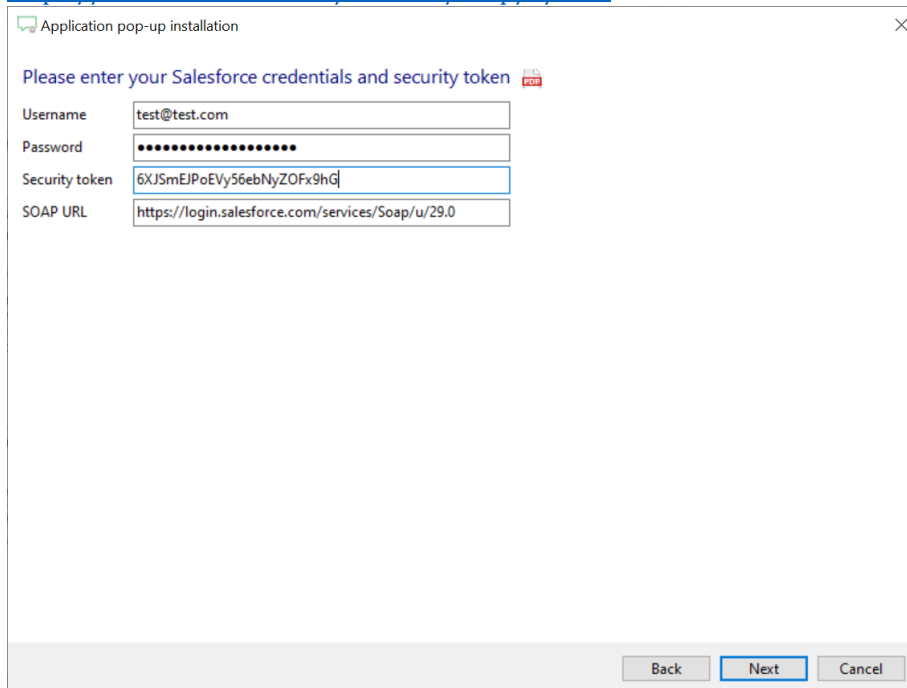 Application pop-up installation
Please enter your Salesforce credentials and security token
PDF
Username test@test.com
Password •••••••••••••••••••
Security token 6XJSmEJPoEVy56ebNyZOFx9hG
SOAP URL https://login.salesforce.com/services/Soap/u/29.0
Back Next Cancel